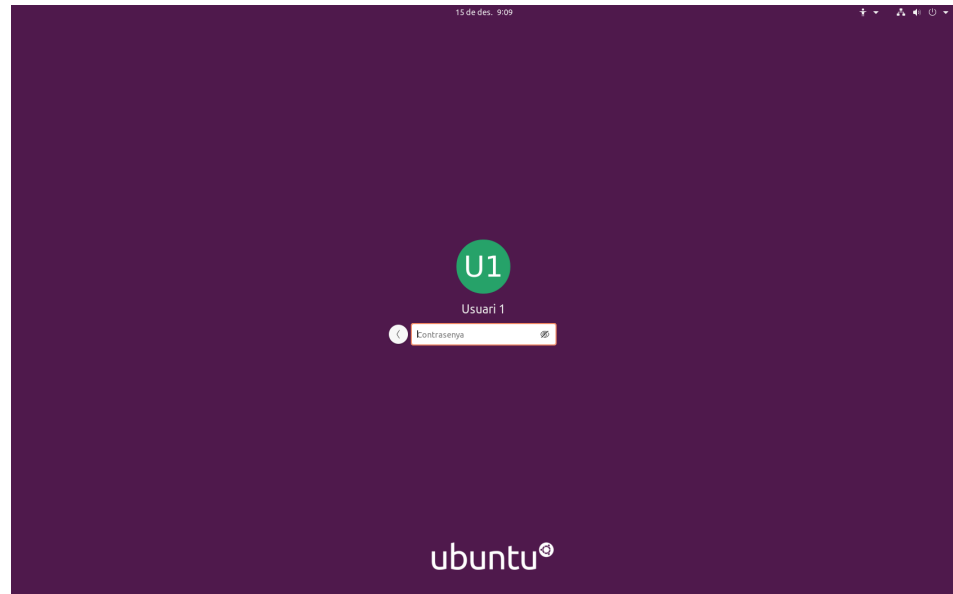 15 de des.  9:09
U1
Usuari 1
Contrasenya
ubuntu